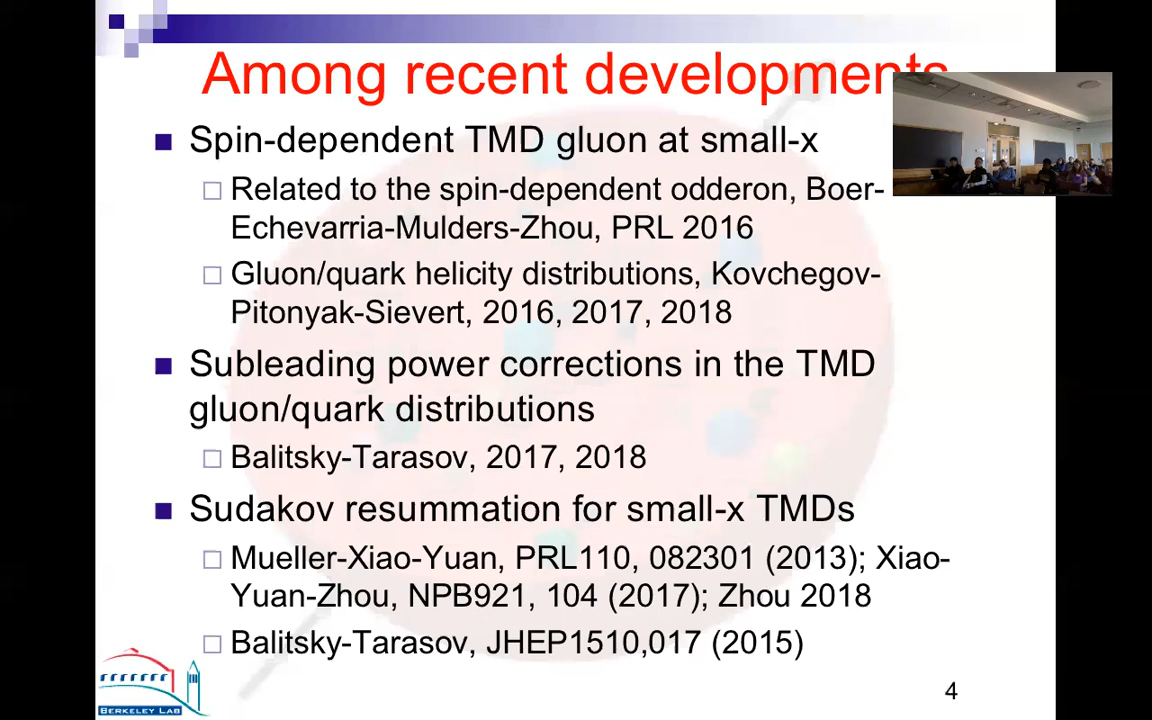 Among recent developments
Spin-dependent TMD gluon at small-x
Related to the spin-dependent odderon, Boer-
Echevarria-Mulders-Zhou, PRL 2016
Gluon/quark helicity distributions, Kovchegov-
Pitonyak-Sievert, 2016, 2017, 2018
Subleading power corrections in the TMD
gluon/quark distributions
Balitsky-Tarasov, 2017, 2018
Sudakov resummation for small-x TMDs
Mueller-Xiao-Yuan, PRL110, 082301 (2013); Xiao-
Yuan-Zhou, NPB921, 104 (2017); Zhou 2018
Balitsky-Tarasov, JHEP1510,017 (2015)
BERKELEY LAB
4